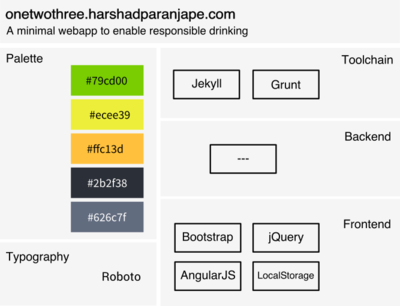 onetwothree.harshadparanjape.com
A minimal webapp to enable responsible drinking
Palette
#79cd00
#ecee39
#ffc13d
#2b2f38
#626c7f
Typography
Roboto
Toolchain
Jekyll
Grunt
Backend
---
Frontend
Bootstrap
jQuery
AngularJS
LocalStorage